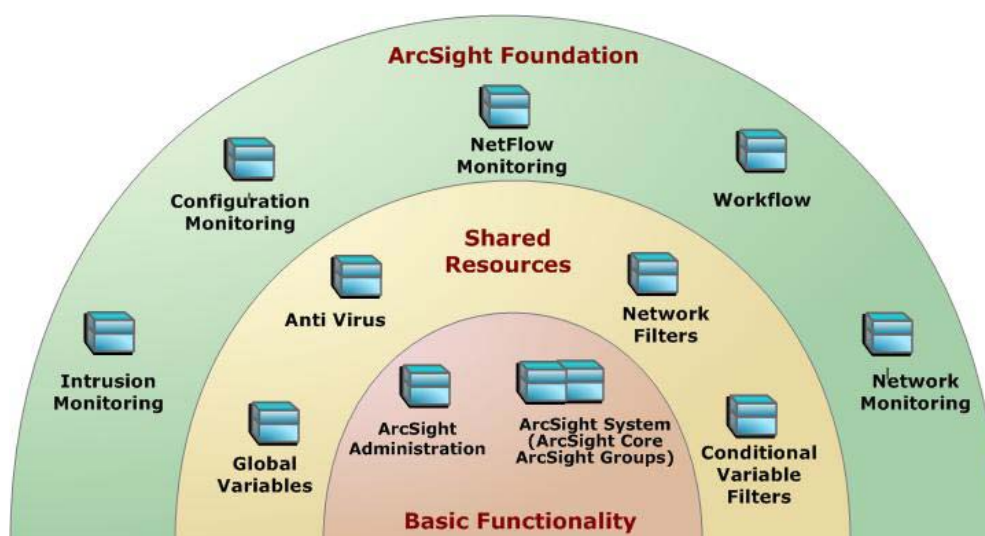 ArcSight Foundation
NetFlow
Monitoring
Configuration
Monitoring
Workflow
Intrusion
Monitoring
Network
Monitoring
Shared
Resources
Anti Virus
Network
Filters
Global
Variables
Conditional
Variable
Filters
ArcSight
Administration
ArcSight System
(ArcSight Core
ArcSight Groups)
Basic Functionality